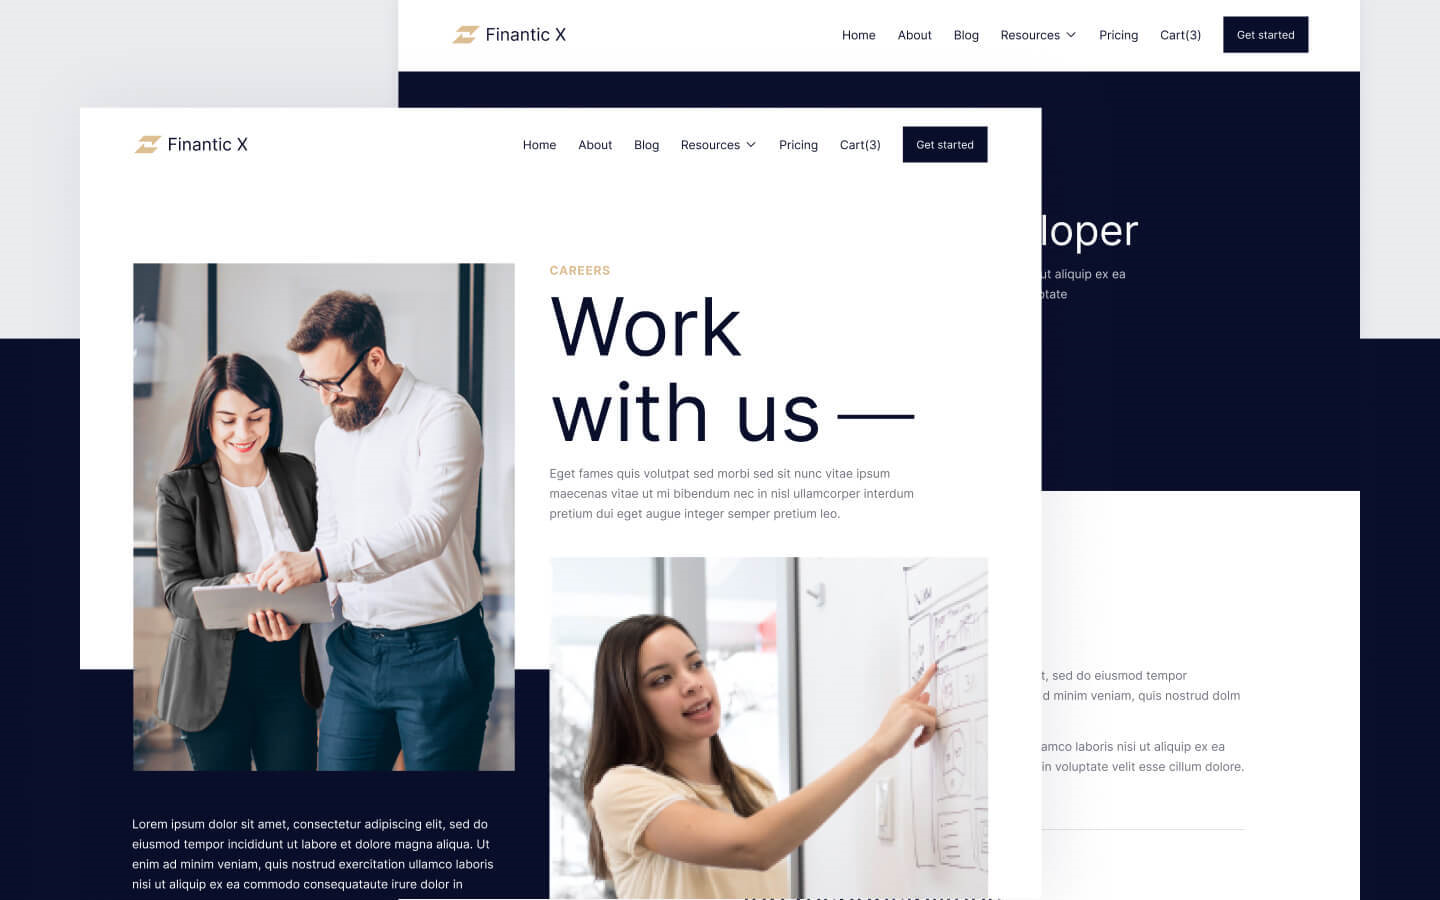 Finantic X
Home
About
Blog
Resources
Pricing
Cart(3)
Get started
loper
ut aliquip ex ea
Finantic X
Home
About
Blog
Resources
Pricing
Cart(3)
Get started
CAREERS
Work
with us —
Eget fames quis volutpat sed morbi sed sit nunc vitae ipsum
maecenas vitae ut mi bibendum nec in nisl ullamcorper interdum
pretium dui eget augue integer semper pretium leo.
Lorem ipsum dolor sit amet, consectetur adipiscing elit, sed do
eiusmod tempor incididunt ut labore et dolore magna aliqua. Ut
enim ad minim veniam, quis nostrud exercitation ullamco laboris
nisi ut aliquip ex ea commodo consequataute irure dolor in
t, sed do eiusmod tempor
d minim veniam, quis nostrud dolm
amco laboris nisi ut aliquip ex ea
in voluptate velit esse cillum dolore.